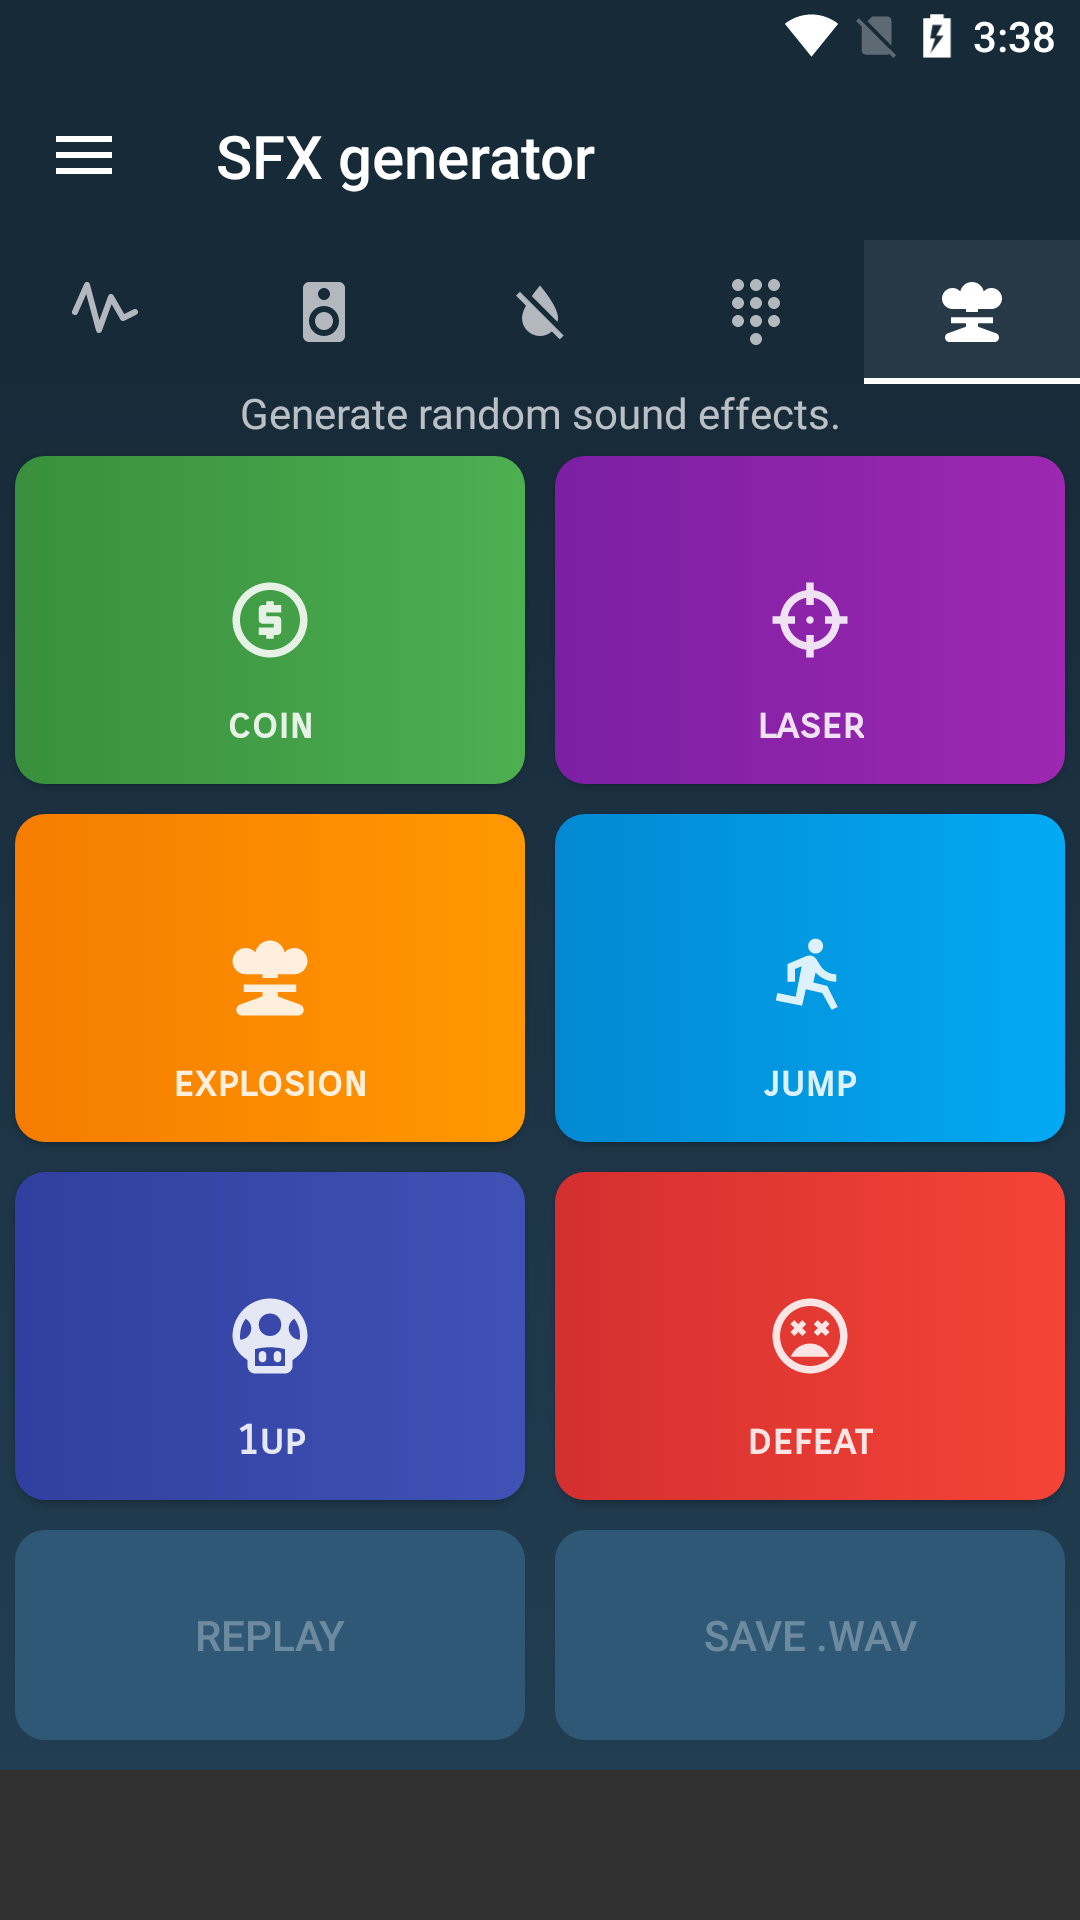 3:38
SFX generator
Generate random sound effects.
COIN
LASER
EXPLOSION
JUMP
1UP
DEFEAT
REPLAY
SAVE .WAV